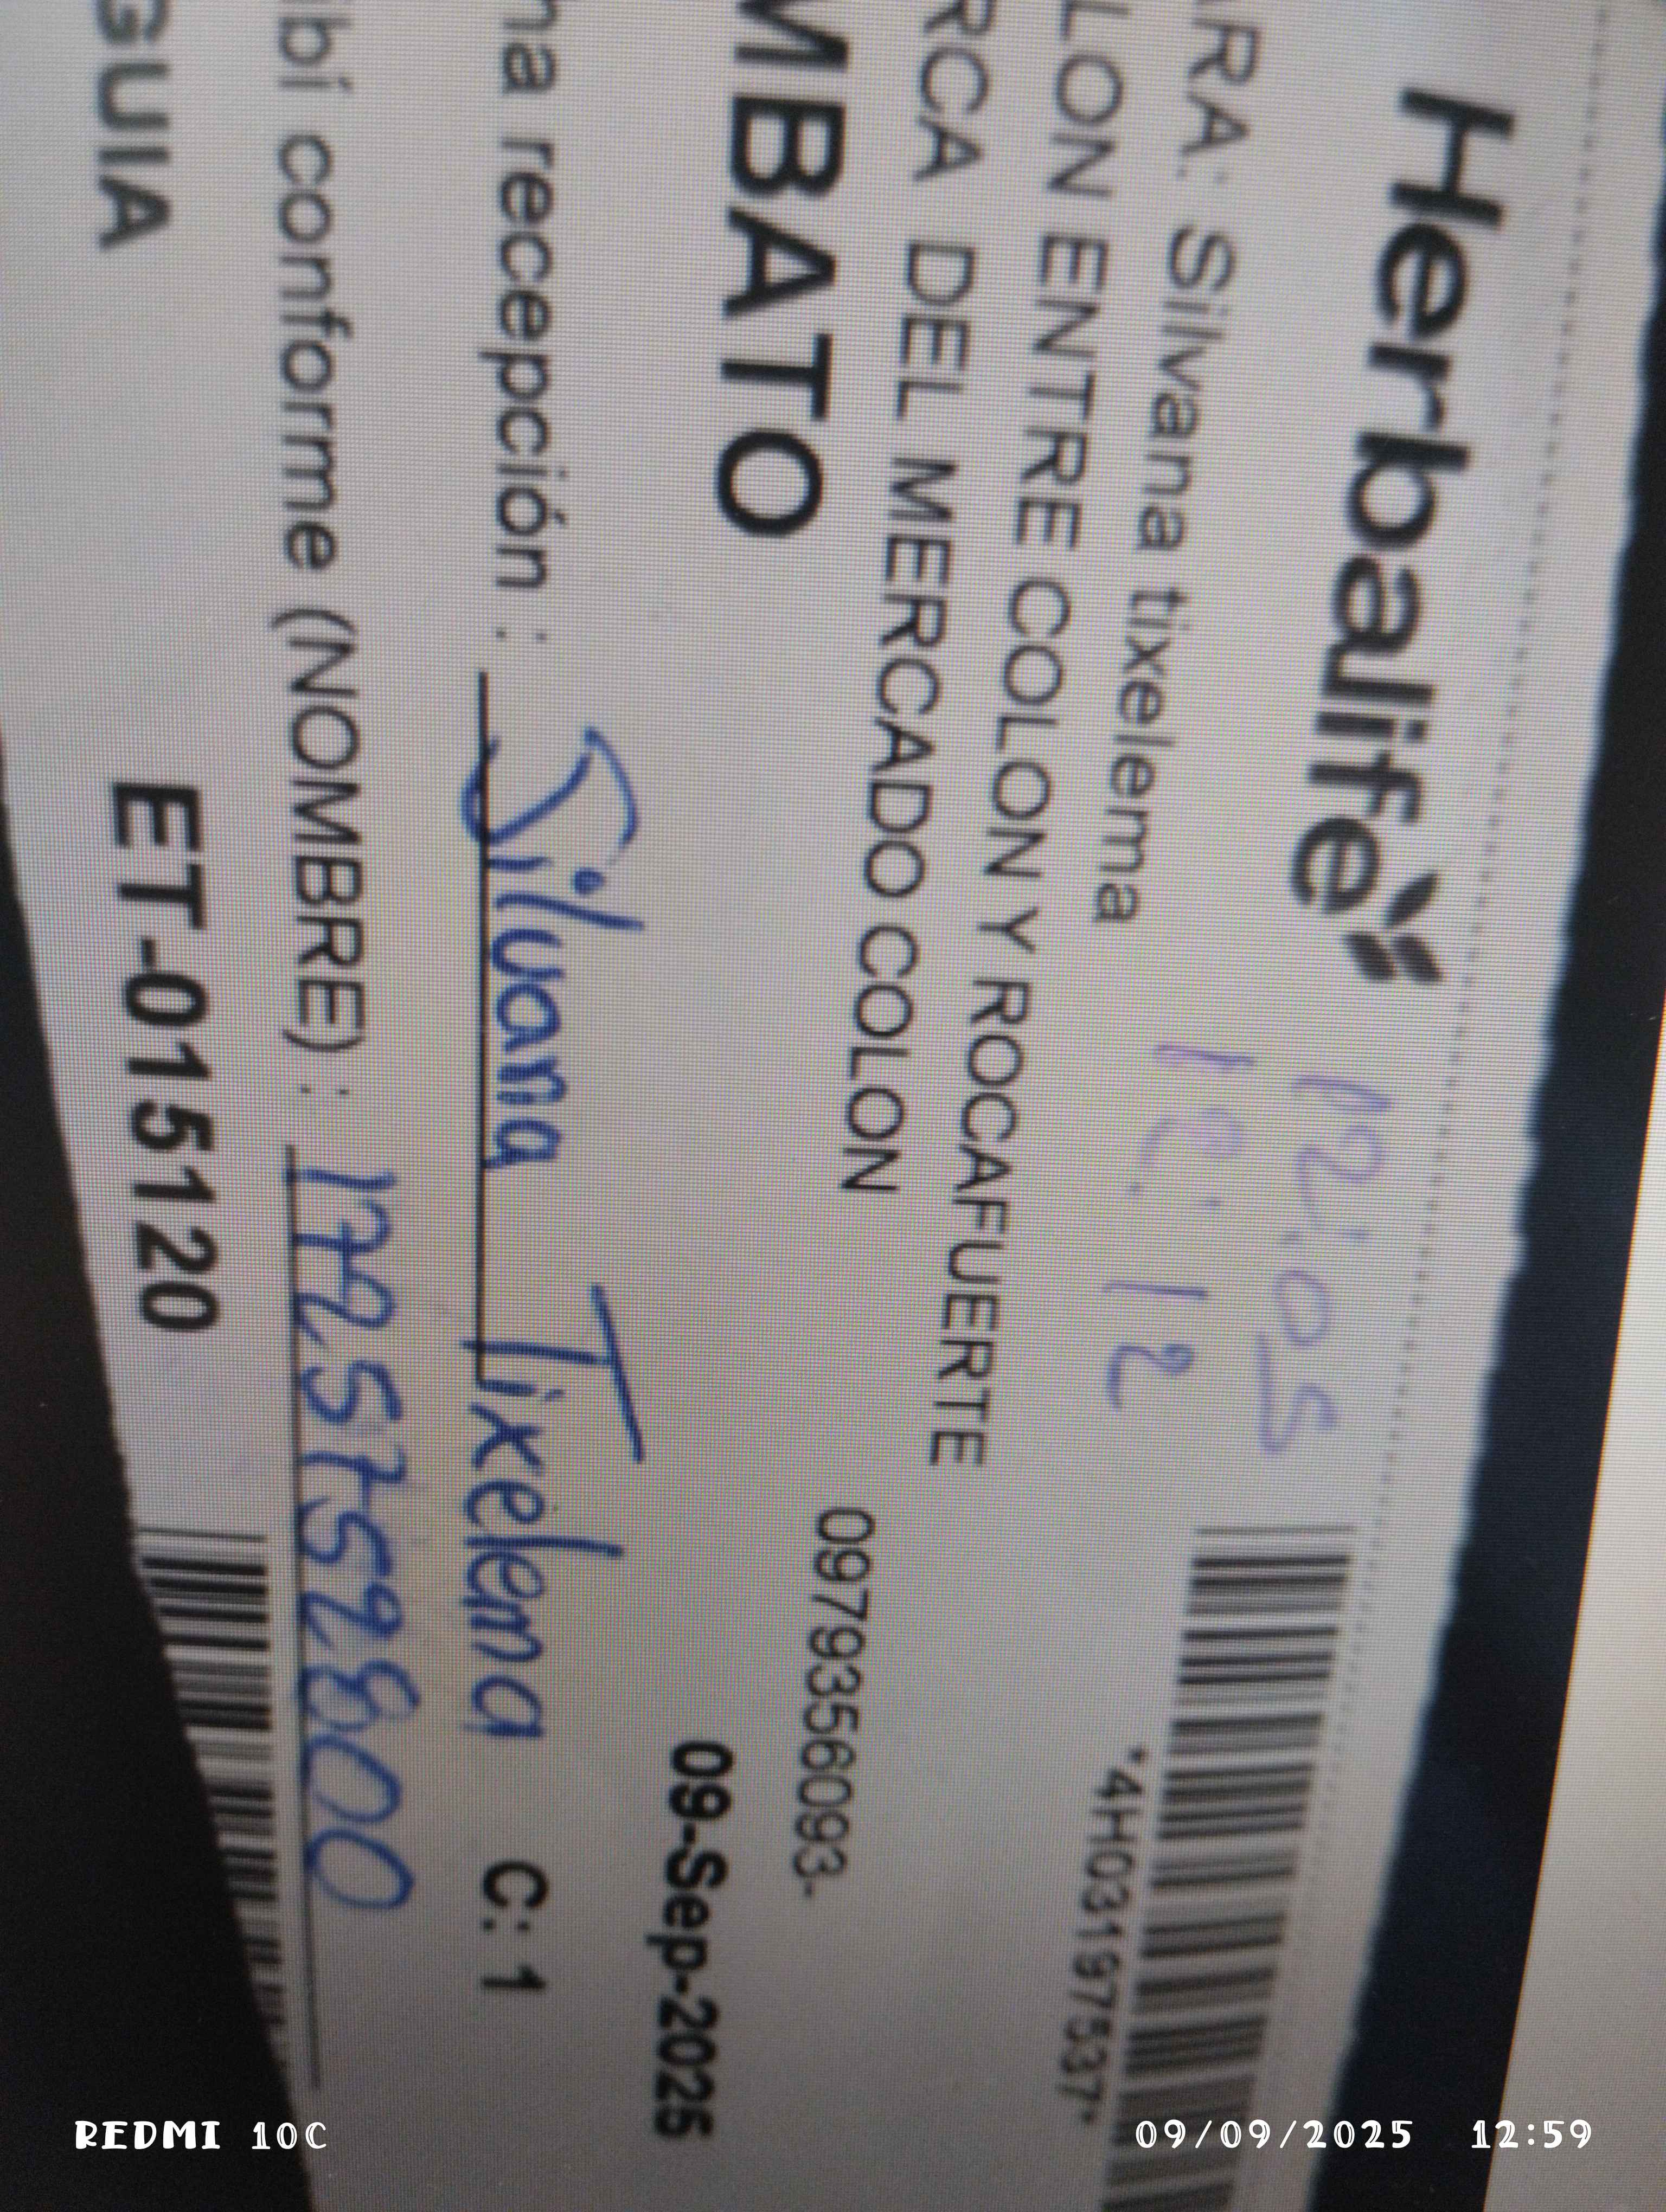 Herbalife
12:05
ARA: Silvana tixelema
12:12
LON ENTRE COLON Y ROCAFUERTE
*4H03197537*
RCA DEL MERCADO COLON
0979356093-
MBATO
09-Sep-2025
na recepción : Silvana Tixelema C: 1
ibí conforme (NOMBRE) :
GUIA ET-015120
REDMI 10C
09/09/2025 12:59